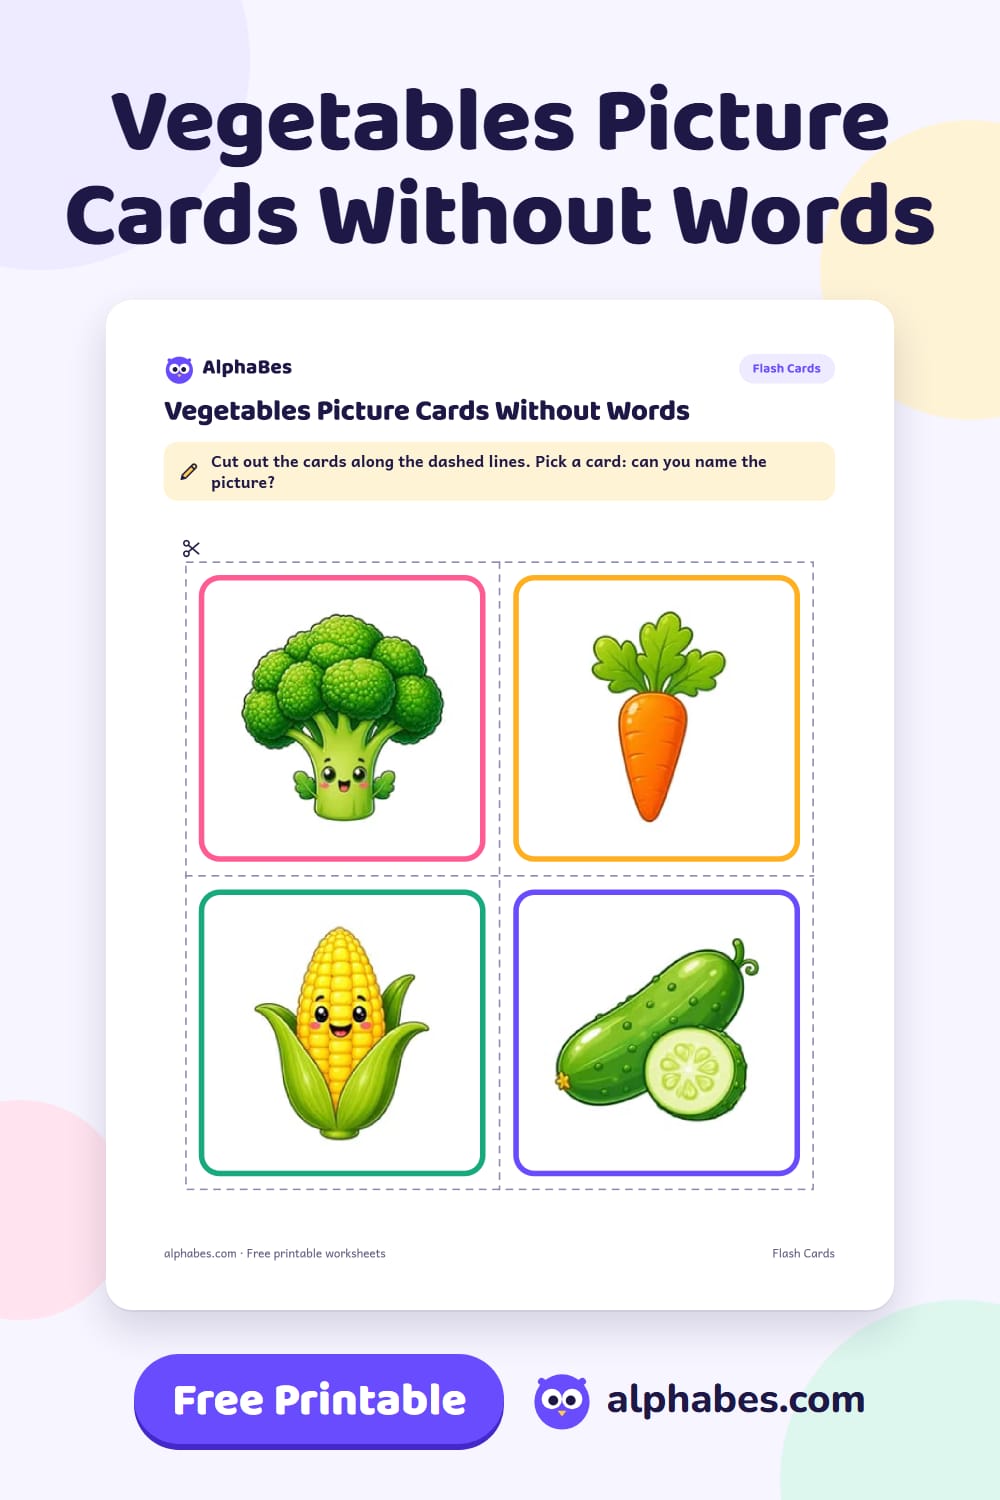 Vegetables Picture
Cards Without Words
AlphaBes
Flash Cards
Vegetables Picture Cards Without Words
Cut out the cards along the dashed lines. Pick a card: can you name the
picture?
alphabes.com · Free printable worksheets
Flash Cards
Free Printable
alphabes.com